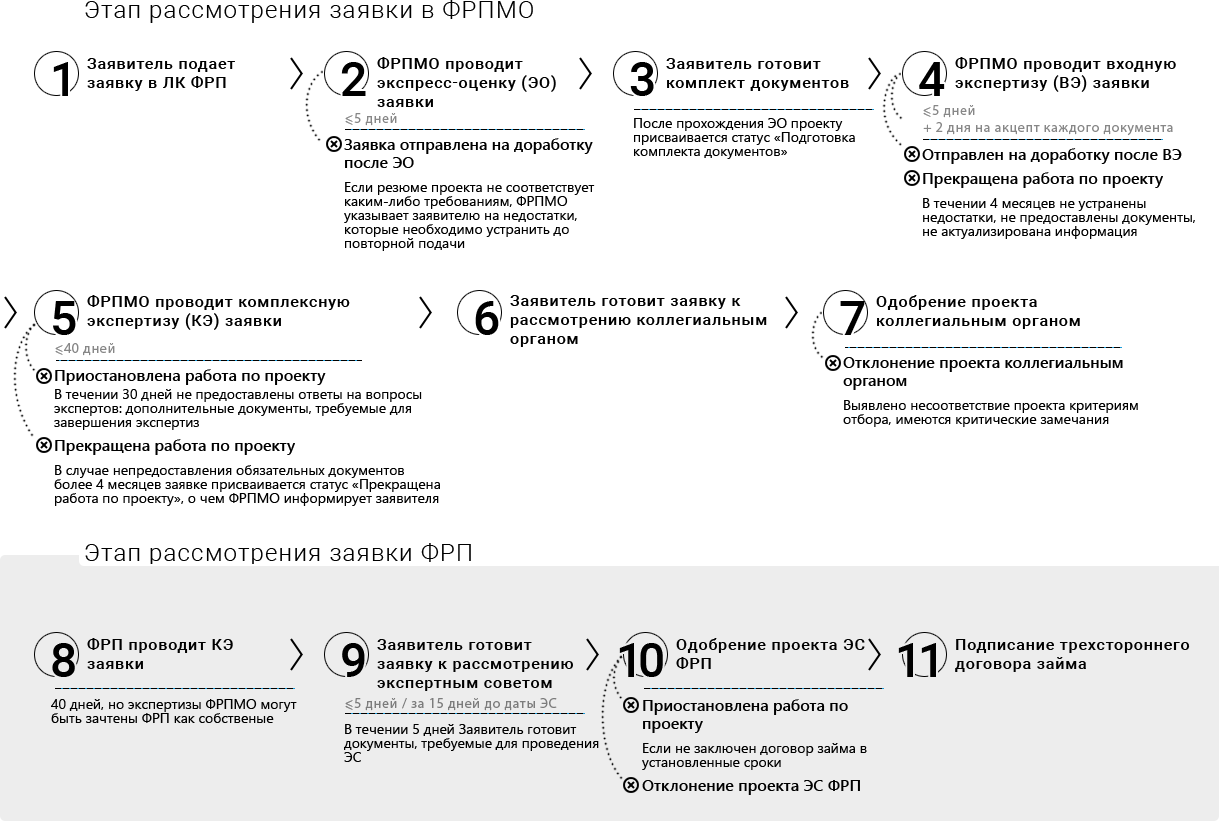 Этап рассмотрения заявки в ФРПМО
1
Заявитель подает
заявку в ЛК ФРП
2
ФРПМО проводит
экспресс-оценку (ЭО)
заявки
⩽5 дней
Заявка отправлена на доработку
после ЭО
Если резюме проекта не соответствует
каким-либо требованиям, ФРПМО
указывает заявителю на недостатки,
которые необходимо устранить до
повторной подачи
3
Заявитель готовит
комплект документов
После прохождения ЭО проекту
присваивается статус «Подготовка
комплекта документов»
4
ФРПМО проводит входную
экспертизу (ВЭ) заявки
⩽5 дней
+ 2 дня на акцепт каждого документа
Отправлен на доработку после ВЭ
Прекращена работа по проекту
В течении 4 месяцев не устранены
недостатки, не предоставлены документы,
не актуализирована информация
5
ФРПМО проводит комплексную
экспертизу (КЭ) заявки
⩽40 дней
Приостановлена работа по проекту
В течении 30 дней не предоставлены ответы на вопросы
экспертов: дополнительные документы, требуемые для
завершения экспертиз
Прекращена работа по проекту
В случае непредоставления обязательных документов
более 4 месяцев заявке присваивается статус «Прекращена
работа по проекту», о чем ФРПМО информирует заявителя
6
Заявитель готовит заявку к
рассмотрению коллегиальным
органом
7
Одобрение проекта
коллегиальным органом
Отклонение проекта коллегиальным
органом
Выявлено несоответствие проекта критериям
отбора, имеются критические замечания
Этап рассмотрения заявки ФРП
8
ФРП проводит КЭ
заявки
40 дней, но экспертизы ФРПМО могут
быть зачтены ФРП как собственые
9
Заявитель готовит
заявку к рассмотрению
экспертным советом
⩽5 дней / за 15 дней до даты ЭС
В течении 5 дней Заявитель готовит
документы, требуемые для проведения
ЭС
10
Одобрение проекта ЭС
ФРП
Приостановлена работа по
проекту
Если не заключен договор займа в
установленные сроки
Отклонение проекта ЭС ФРП
11
Подписание трехстороннего
договора займа